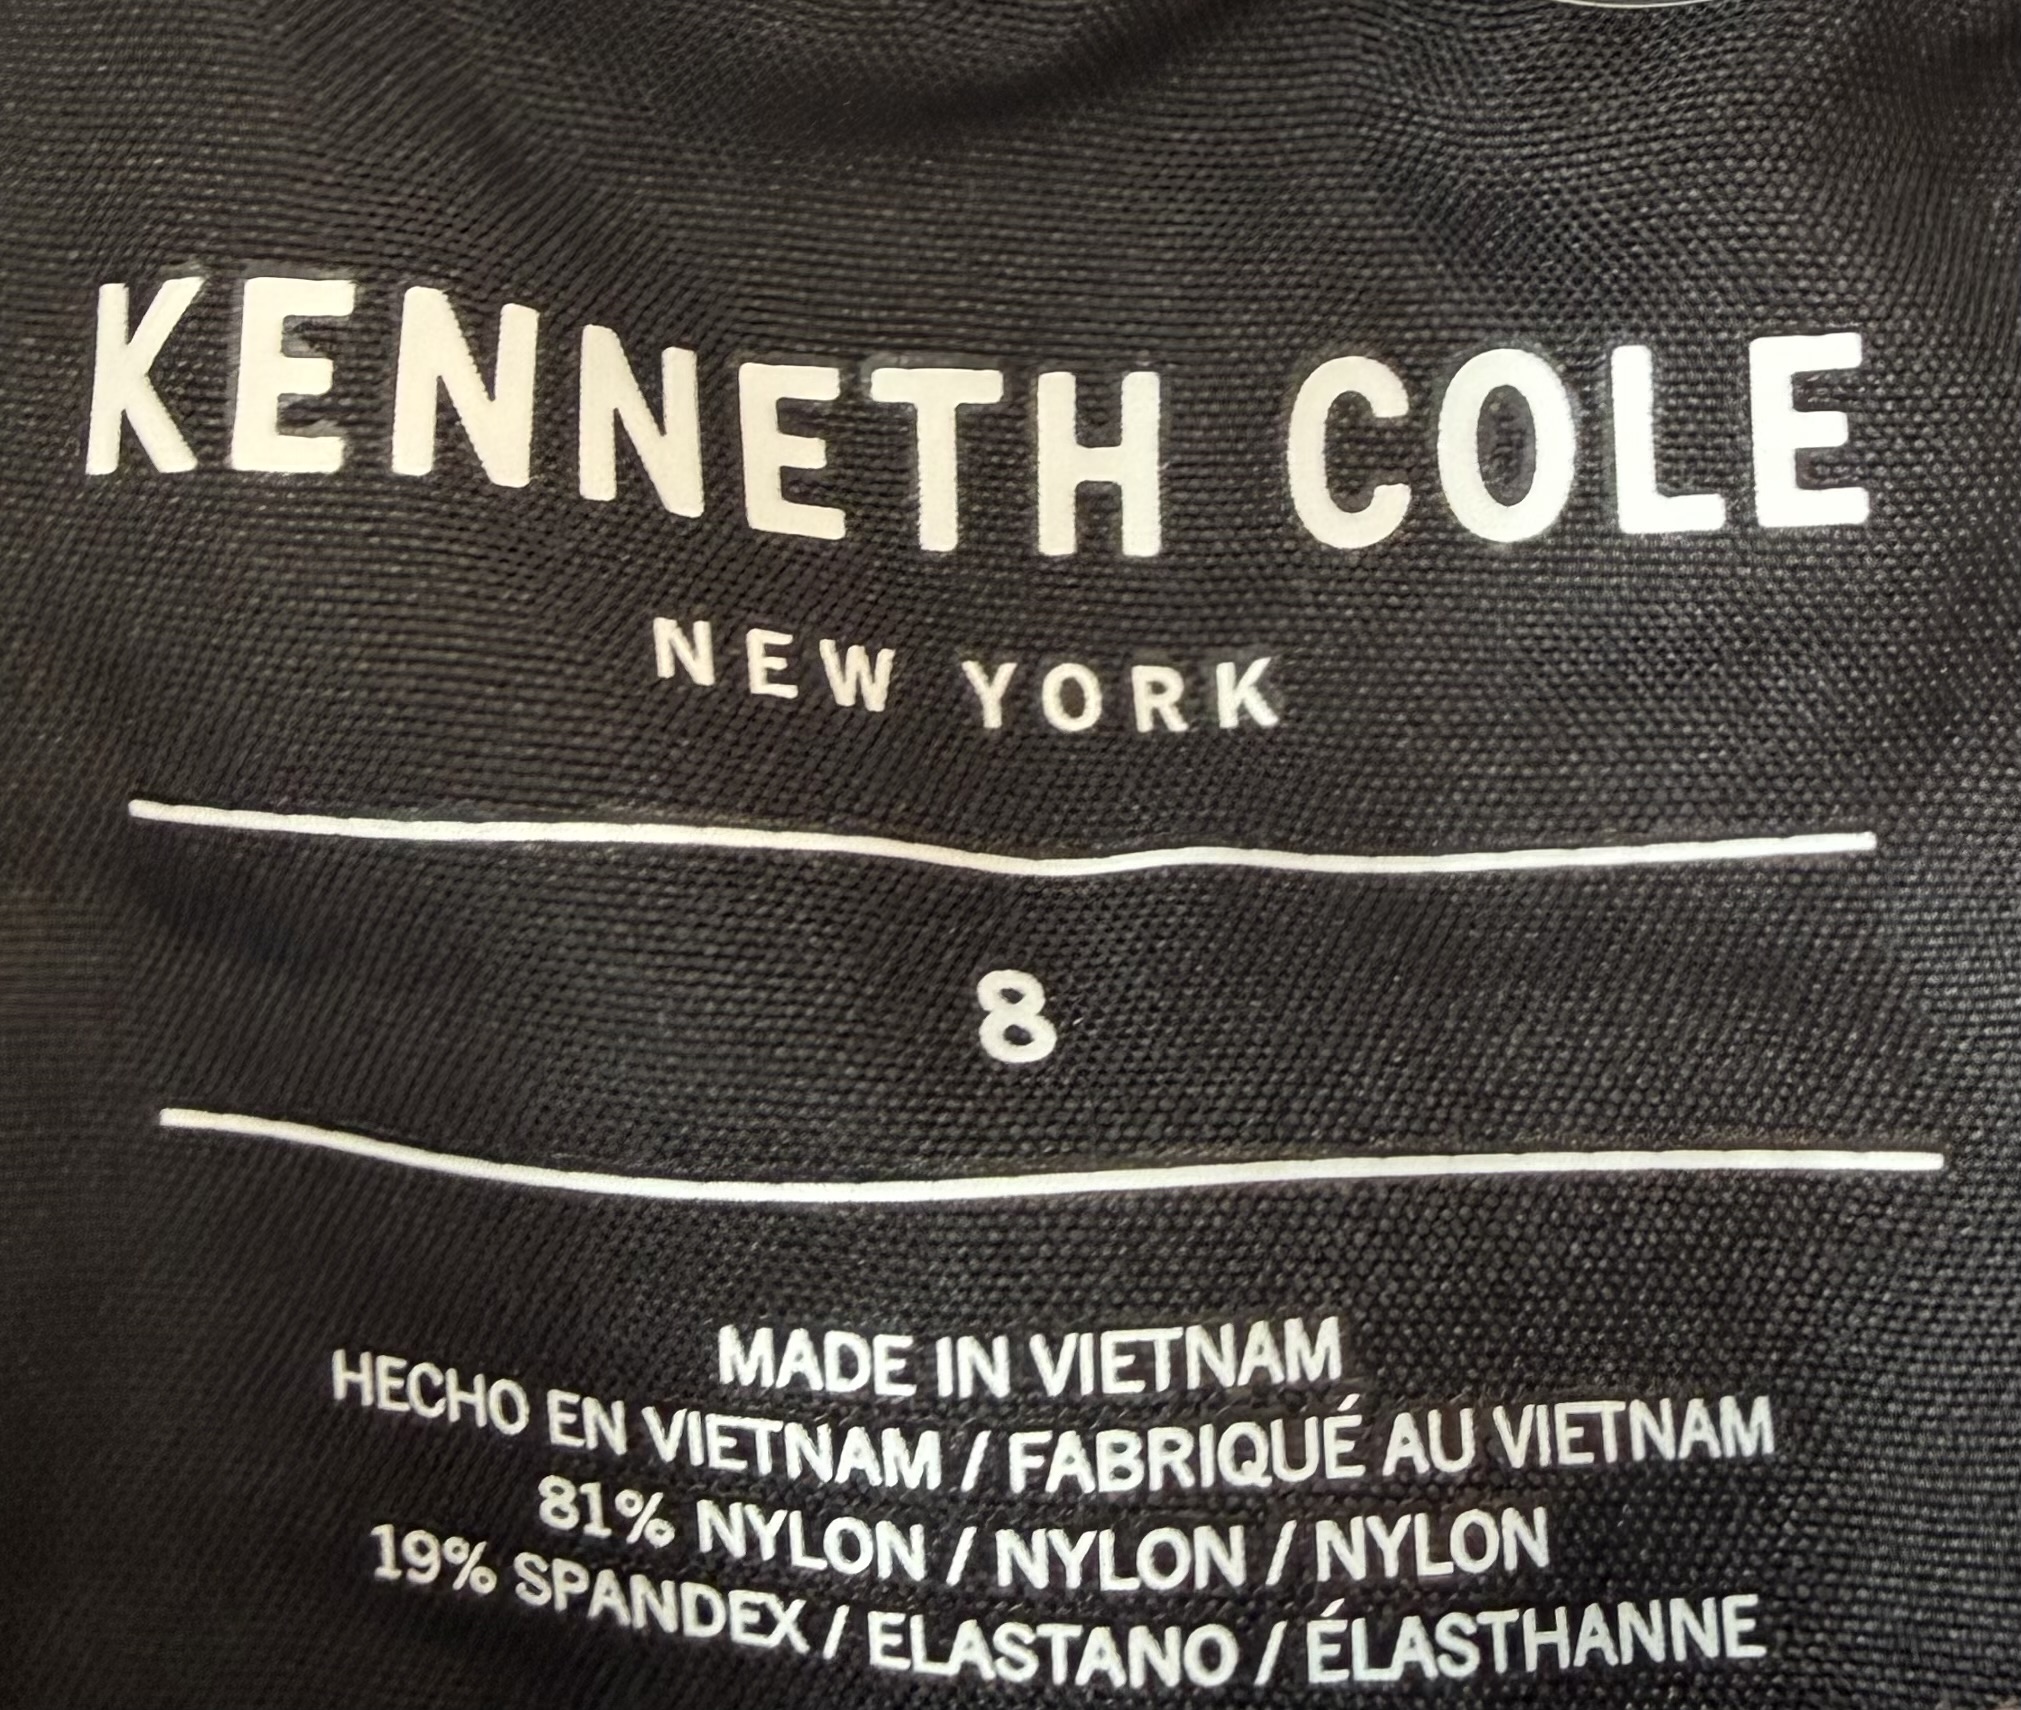 KENNETH COLE
NEW YORK
8
MADE IN VIETNAM
HECHO EN VIETNAM / FABRIQUÉ AU VIETNAM
81% NYLON / NYLON / NYLON
19% SPANDEX / ELASTANO / ÉLASTHANNE